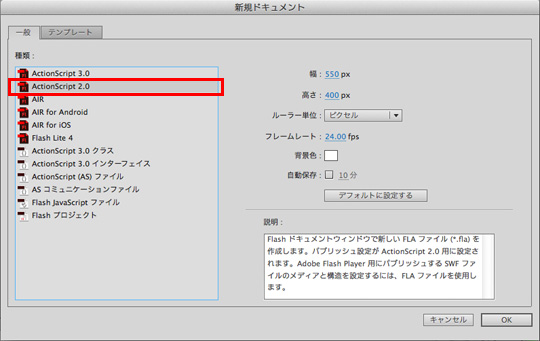 新規ドキュメント
一般
テンプレート
種類：
ActionScript 3.0
ActionScript 2.0
AIR
AIR for Android
AIR for iOS
Flash Lite 4
ActionScript 3.0 クラス
ActionScript 3.0 インターフェイス
ActionScript (AS) ファイル
AS コミュニケーションファイル
Flash JavaScript ファイル
Flash プロジェクト
幅： 550 px
高さ： 400 px
ルーラー単位： ピクセル
フレームレート： 24.00 fps
背景色：
自動保存： 10 分
デフォルトに設定する
説明：
Flash ドキュメントウィンドウで新しい FLA ファイル (*.fla) を
作成します。パブリッシュ設定が ActionScript 2.0 用に設定さ
れます。Adobe Flash Player 用にパブリッシュする SWF ファ
イルのメディアと構造を設定するには、FLA ファイルを使用し
ます。
キャンセル
OK